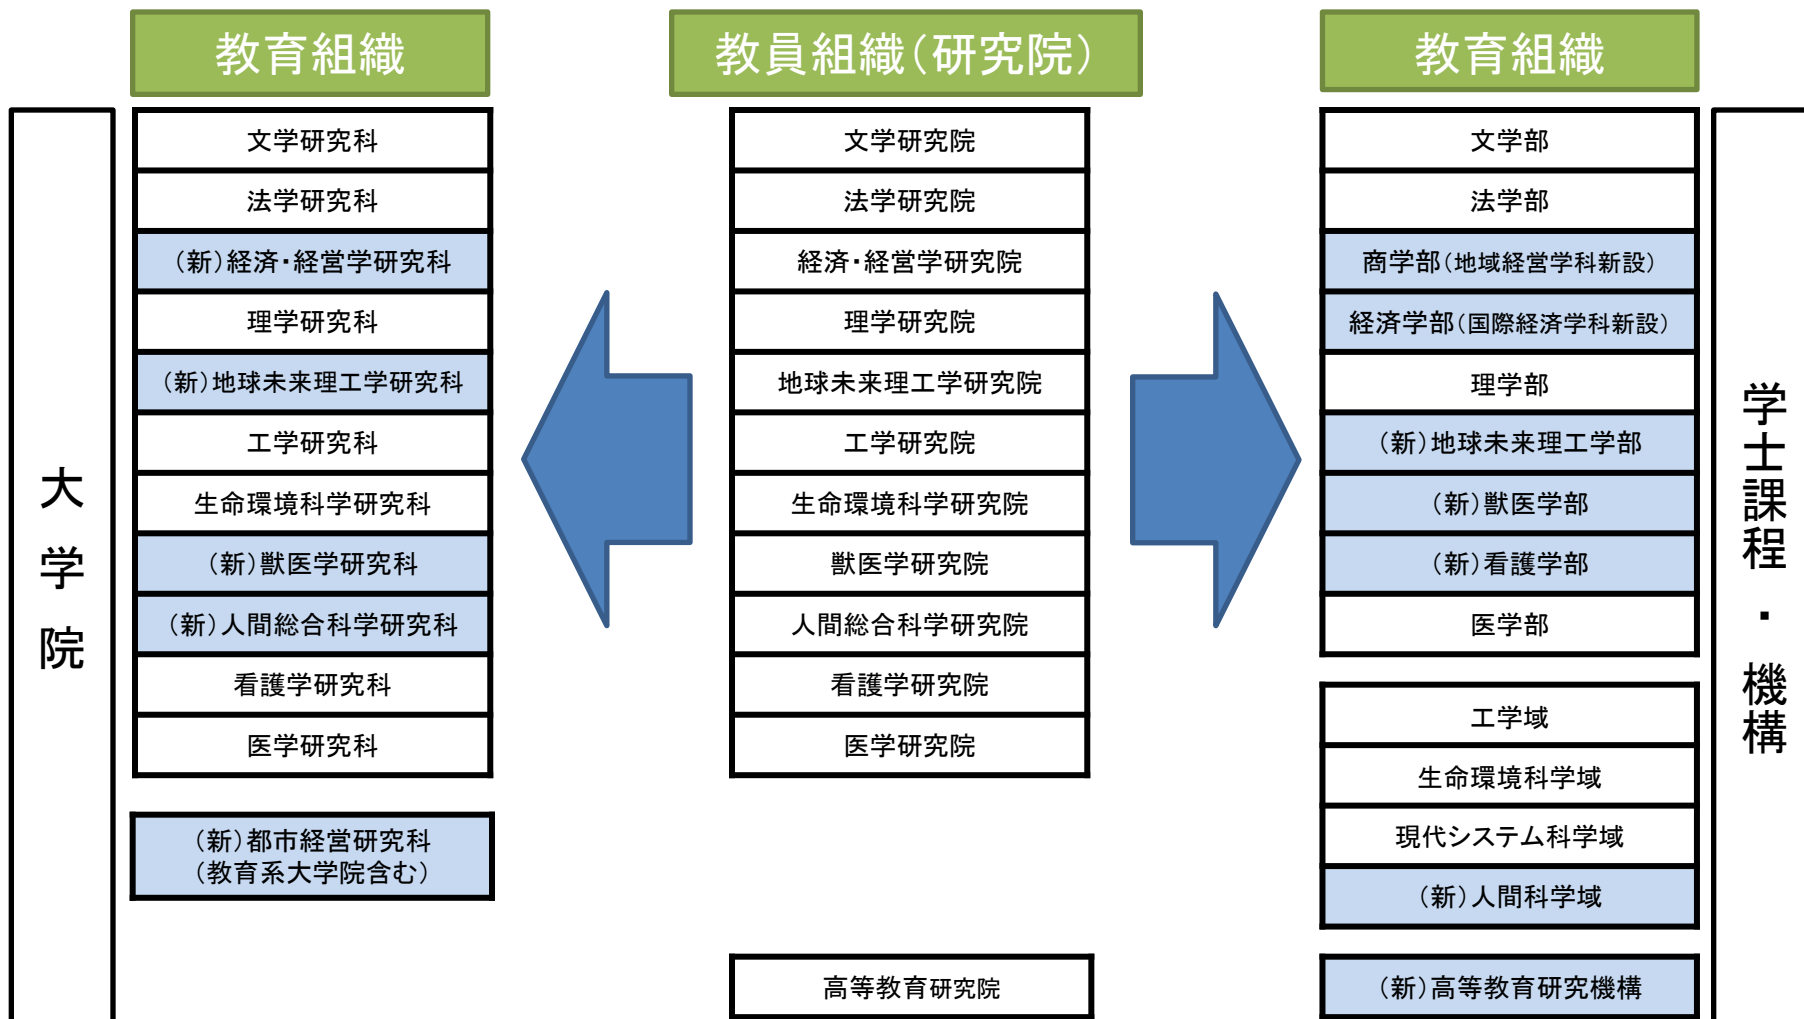 教育組織
教員組織(研究院)
教育組織
大学院
文学研究科
法学研究科
(新)経済・経営学研究科
理学研究科
(新)地球未来理工学研究科
工学研究科
生命環境科学研究科
(新)獣医学研究科
(新)人間総合科学研究科
看護学研究科
医学研究科
(新)都市経営研究科
(教育系大学院含む)
文学研究院
法学研究院
経済・経営学研究院
理学研究院
地球未来理工学研究院
工学研究院
生命環境科学研究院
獣医学研究院
人間総合科学研究院
看護学研究院
医学研究院
高等教育研究院
文学部
法学部
商学部(地域経営学科新設)
経済学部(国際経済学科新設)
理学部
(新)地球未来理工学部
(新)獣医学部
(新)看護学部
医学部
工学域
生命環境科学域
現代システム科学域
(新)人間科学域
(新)高等教育研究機構
学士課程・機構